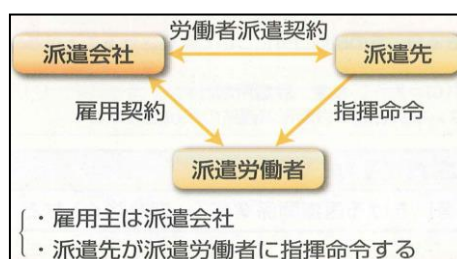 労働者派遣契約
派遣会社
派遣先
雇用契約
指揮命令
派遣労働者
・雇用主は派遣会社
・派遣先が派遣労働者に指揮命令する